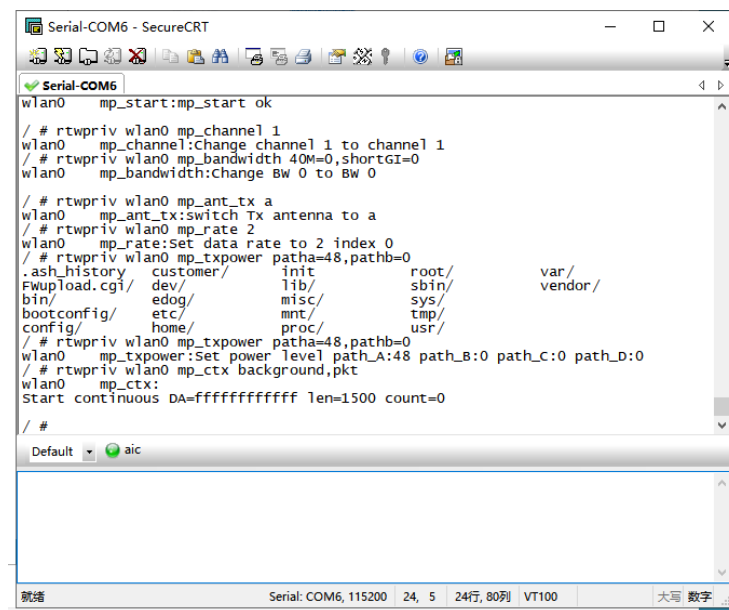 Serial-COM6 - SecureCRT
Serial-COM6
wlan0    mp_start:mp_start ok
/ # rtwpriv wlan0 mp_channel 1
wlan0    mp_channel:Change channel 1 to channel 1
/ # rtwpriv wlan0 mp_bandwidth 40M=0,shortGI=0
wlan0    mp_bandwidth:Change BW 0 to BW 0
/ # rtwpriv wlan0 mp_ant_tx a
wlan0    mp_ant_tx:switch Tx antenna to a
/ # rtwpriv wlan0 mp_rate 2
wlan0    mp_rate:Set data rate to 2 index 0
/ # rtwpriv wlan0 mp_txpower patha=48,pathb=0
.ash_history   customer/      init           root/          var/
FWupload.cgi/  dev/           lib/           sbin/          vendor/
bin/           edog/          misc/          sys/
bootconfig/    etc/           mnt/           tmp/
config/        home/          proc/          usr/
/ # rtwpriv wlan0 mp_txpower patha=48,pathb=0
wlan0    mp_txpower:Set power level path_A:48 path_B:0 path_C:0 path_D:0
/ # rtwpriv wlan0 mp_ctx background,pkt
wlan0    mp_ctx:
Start continuous DA=ffffffffffff len=1500 count=0
/ #
Default aic
就绪 Serial: COM6, 115200 24, 5 24行, 80列 VT100 大写 数字